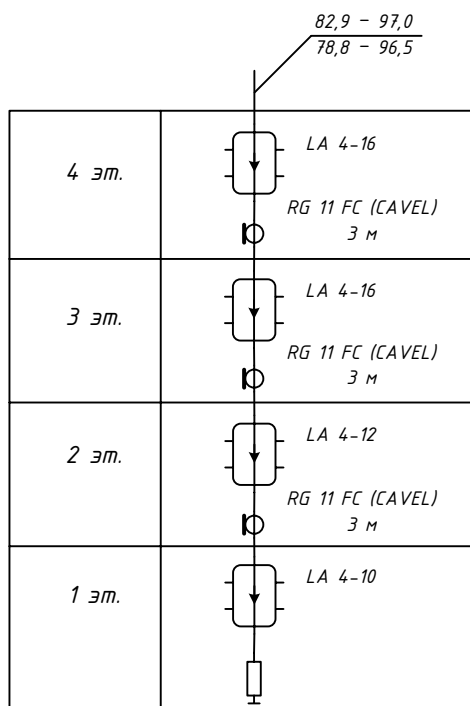 82,9 - 97,0
78,8 - 96,5
4 эт.
LA 4-16
RG 11 FC (CAVEL)
3 м
3 эт.
LA 4-16
RG 11 FC (CAVEL)
3 м
2 эт.
LA 4-12
RG 11 FC (CAVEL)
3 м
1 эт.
LA 4-10